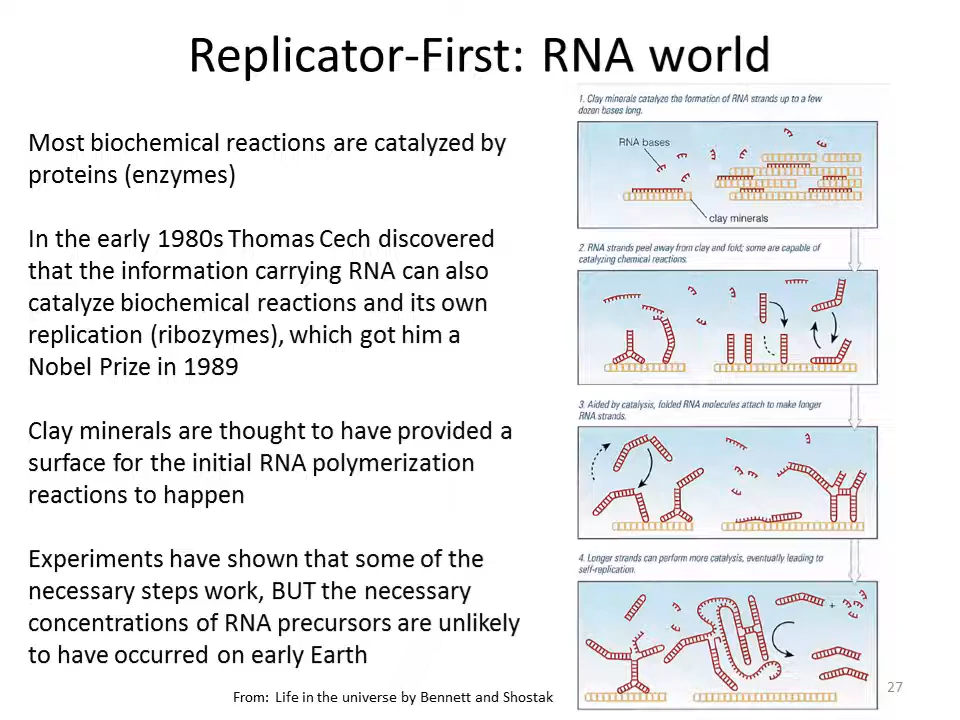 Replicator-First: RNA world
Most biochemical reactions are catalyzed by
proteins (enzymes)
In the early 1980s Thomas Cech discovered
that the information carrying RNA can also
catalyze biochemical reactions and its own
replication (ribozymes), which got him a
Nobel Prize in 1989
Clay minerals are thought to have provided a
surface for the initial RNA polymerization
reactions to happen
Experiments have shown that some of the
necessary steps work, BUT the necessary
concentrations of RNA precursors are unlikely
to have occurred on early Earth
From: Life in the universe by Bennett and Shostak
1. Clay minerals catalyze the formation of RNA strands up to a few
dozen bases long.
RNA bases
clay minerals
2. RNA strands peel away from clay and fold; some are capable of
catalyzing chemical reactions.
3. Aided by catalysis, folded RNA molecules attach to make longer
RNA strands.
4. Longer strands can perform more catalysis, eventually leading to
self-replication.
+
27